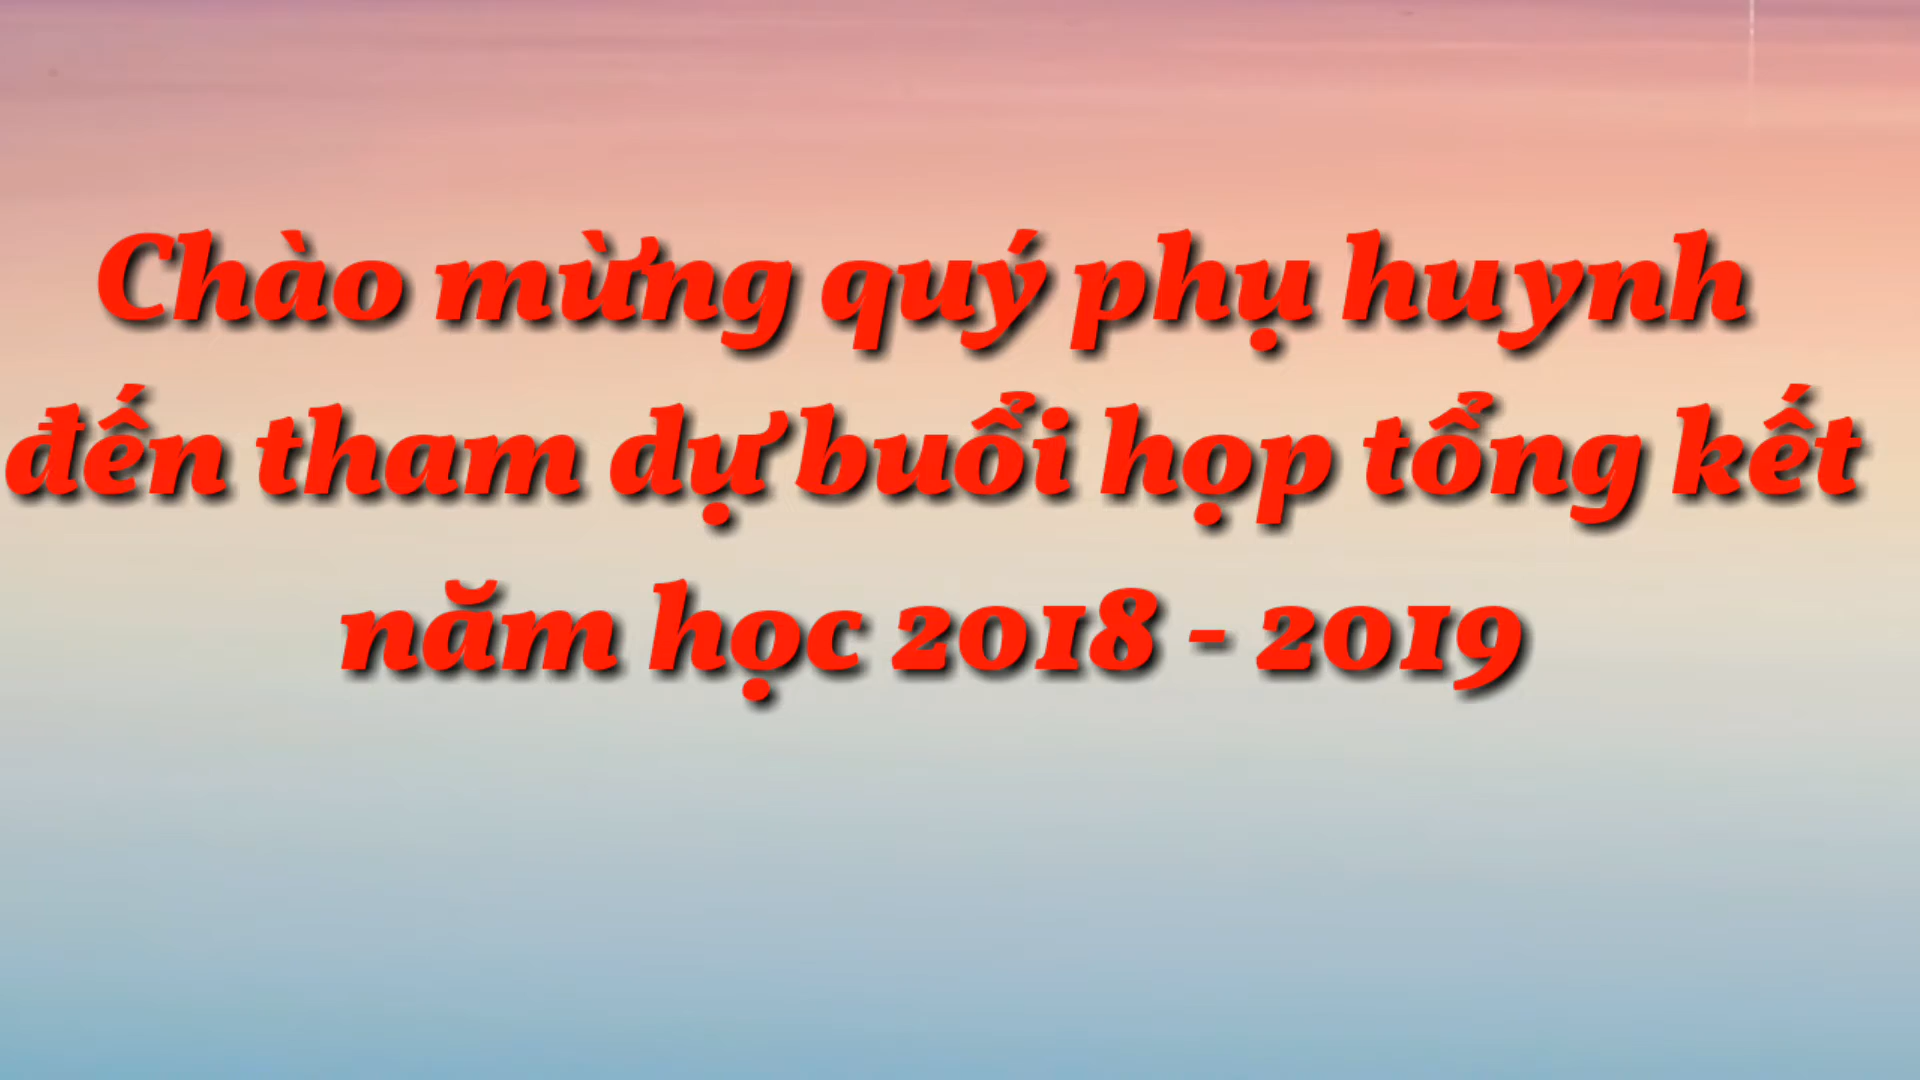 Chào mừng quý phụ huynh
đến tham dự buổi họp tổng kết
năm học 2018 - 2019